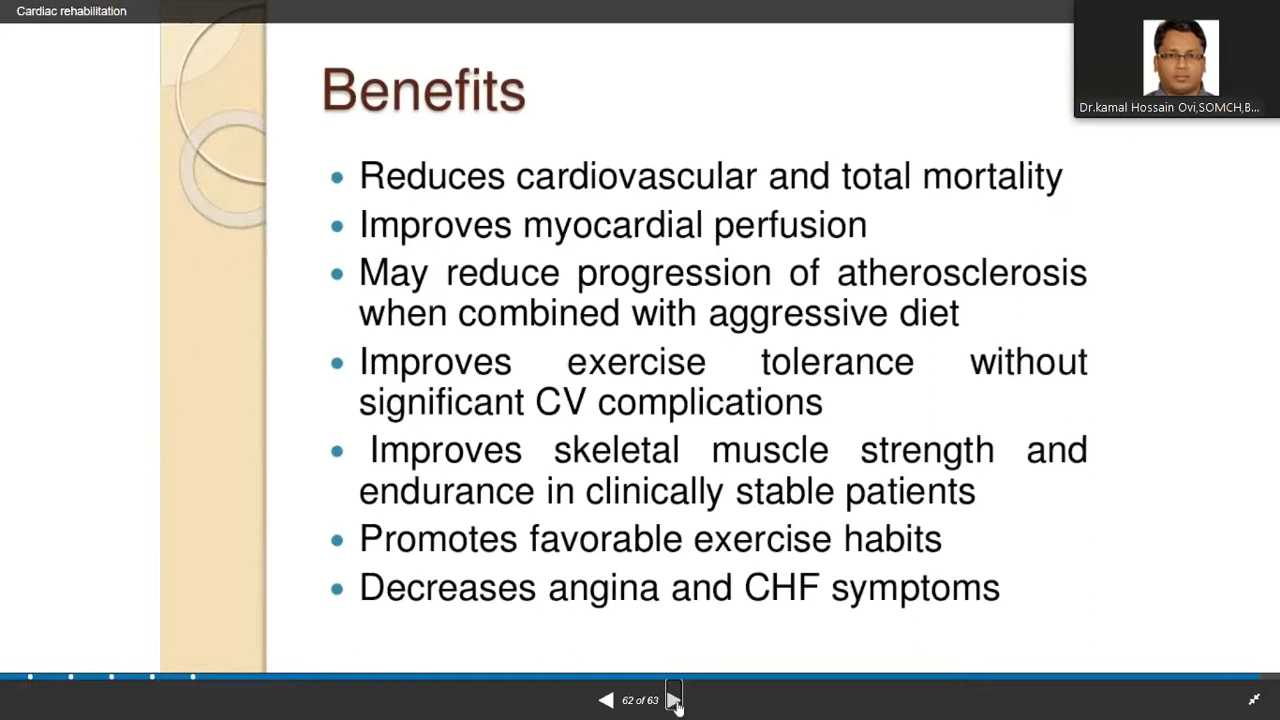 Cardiac rehabilitation
Dr.kamal Hossain Ovi,SOMCH,B...
Benefits
• Reduces cardiovascular and total mortality
• Improves myocardial perfusion
• May reduce progression of atherosclerosis
when combined with aggressive diet
• Improves exercise tolerance without
significant CV complications
• Improves skeletal muscle strength and
endurance in clinically stable patients
• Promotes favorable exercise habits
• Decreases angina and CHF symptoms
62 of 63